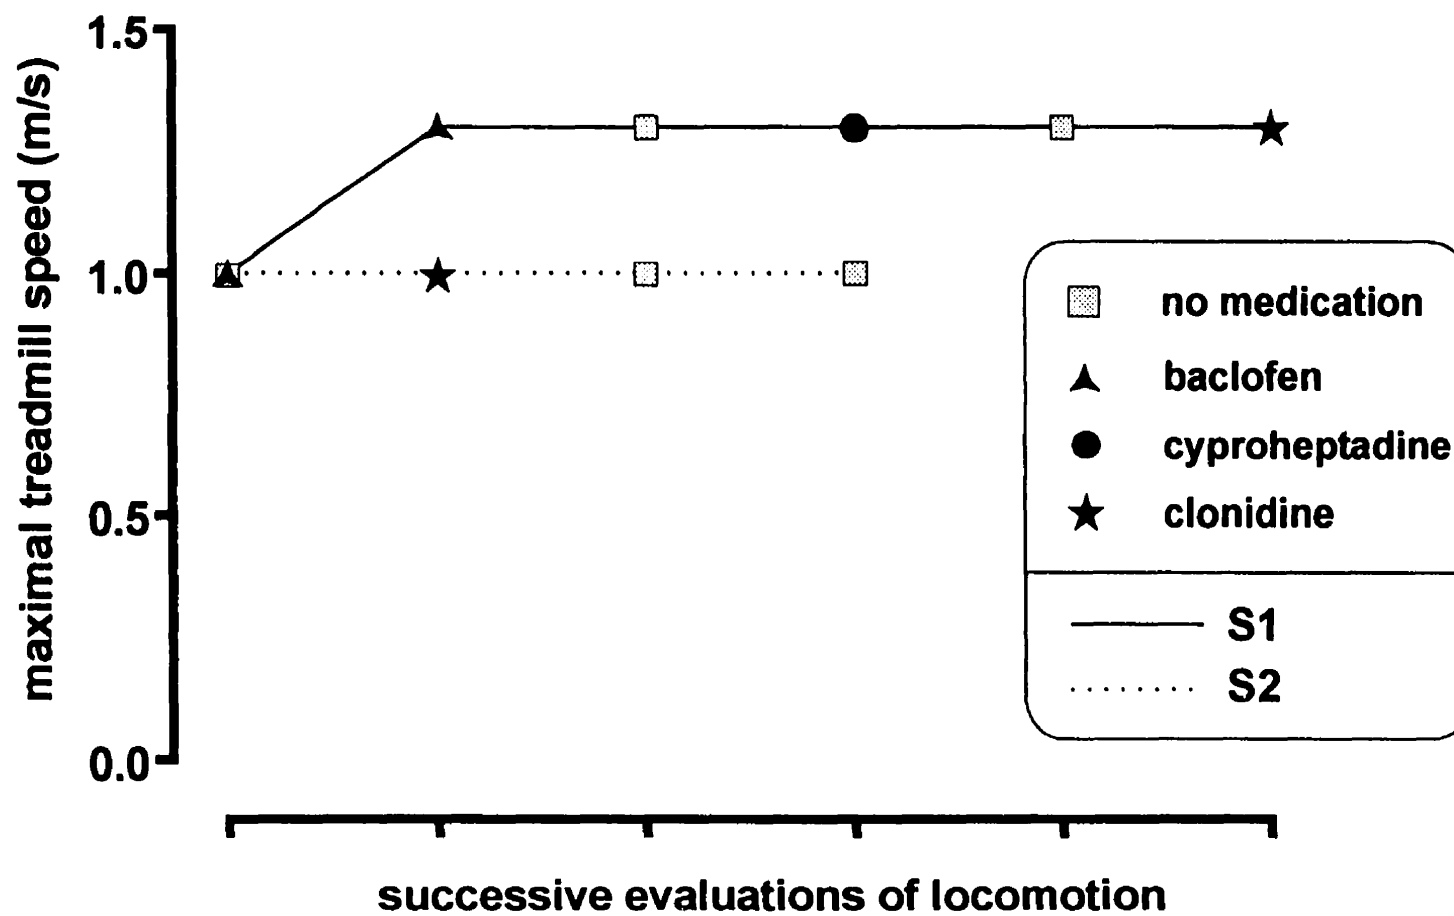 maximal treadmill speed (m/s)
1.5
1.0
0.5
0.0
no medication
baclofen
cyproheptadine
clonidine
S1
S2
successive evaluations of locomotion